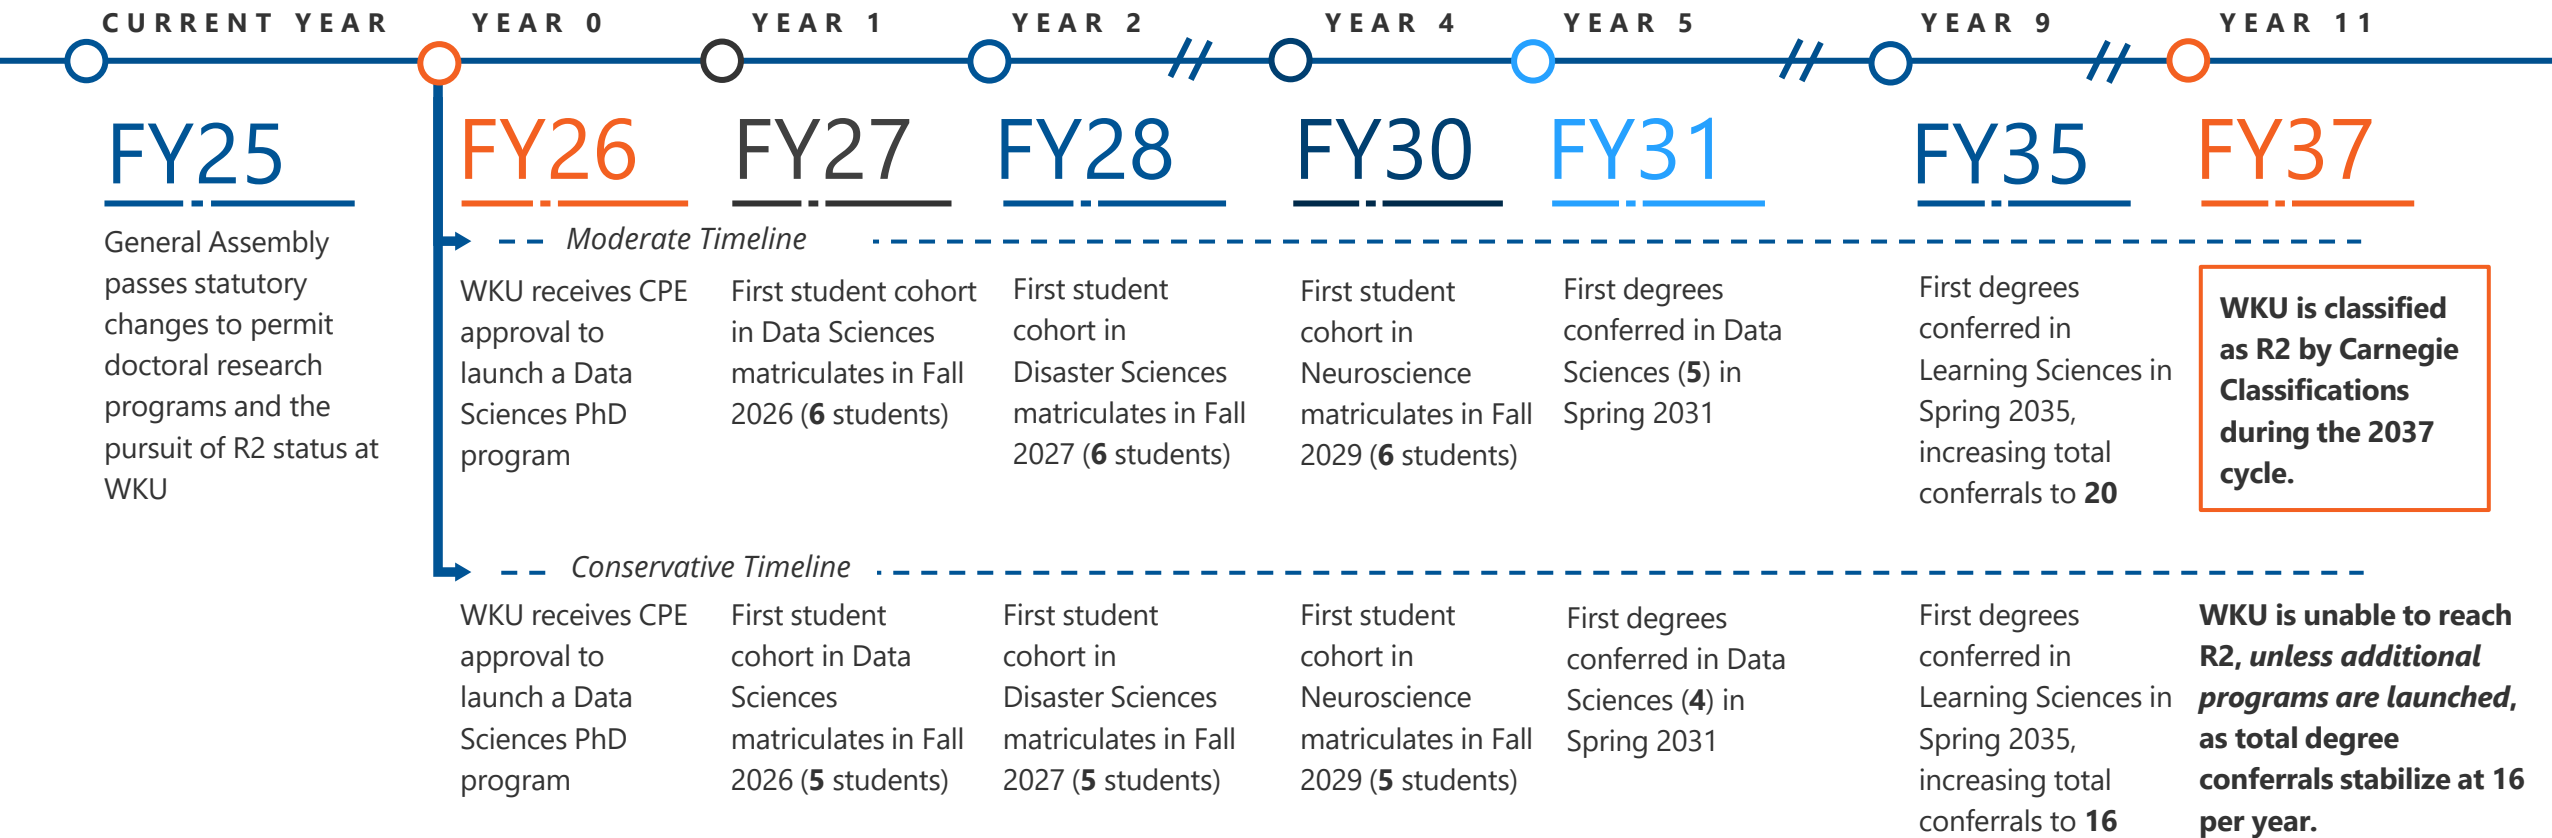 CURRENT YEAR
YEAR 0
YEAR 1
YEAR 2
YEAR 4
YEAR 5
YEAR 9
YEAR 11
FY25
FY26
FY27
FY28
FY30
FY31
FY35
FY37
General Assembly
passes statutory
changes to permit
doctoral research
programs and the
pursuit of R2 status at
WKU
Moderate Timeline
WKU receives CPE
approval to
launch a Data
Sciences PhD
program
First student cohort
in Data Sciences
matriculates in Fall
2026 (6 students)
First student
cohort in
Disaster Sciences
matriculates in Fall
2027 (6 students)
First student
cohort in
Neuroscience
matriculates in Fall
2029 (6 students)
First degrees
conferred in Data
Sciences (5) in
Spring 2031
First degrees
conferred in
Learning Sciences in
Spring 2035,
increasing total
conferrals to 20
WKU is classified
as R2 by Carnegie
Classifications
during the 2037
cycle.
Conservative Timeline
WKU receives CPE
approval to
launch a Data
Sciences PhD
program
First student
cohort in Data
Sciences
matriculates in Fall
2026 (5 students)
First student
cohort in
Disaster Sciences
matriculates in Fall
2027 (5 students)
First student
cohort in
Neuroscience
matriculates in Fall
2029 (5 students)
First degrees
conferred in Data
Sciences (4) in
Spring 2031
First degrees
conferred in
Learning Sciences in
Spring 2035,
increasing total
conferrals to 16
WKU is unable to reach
R2, unless additional
programs are launched,
as total degree
conferrals stabilize at 16
per year.